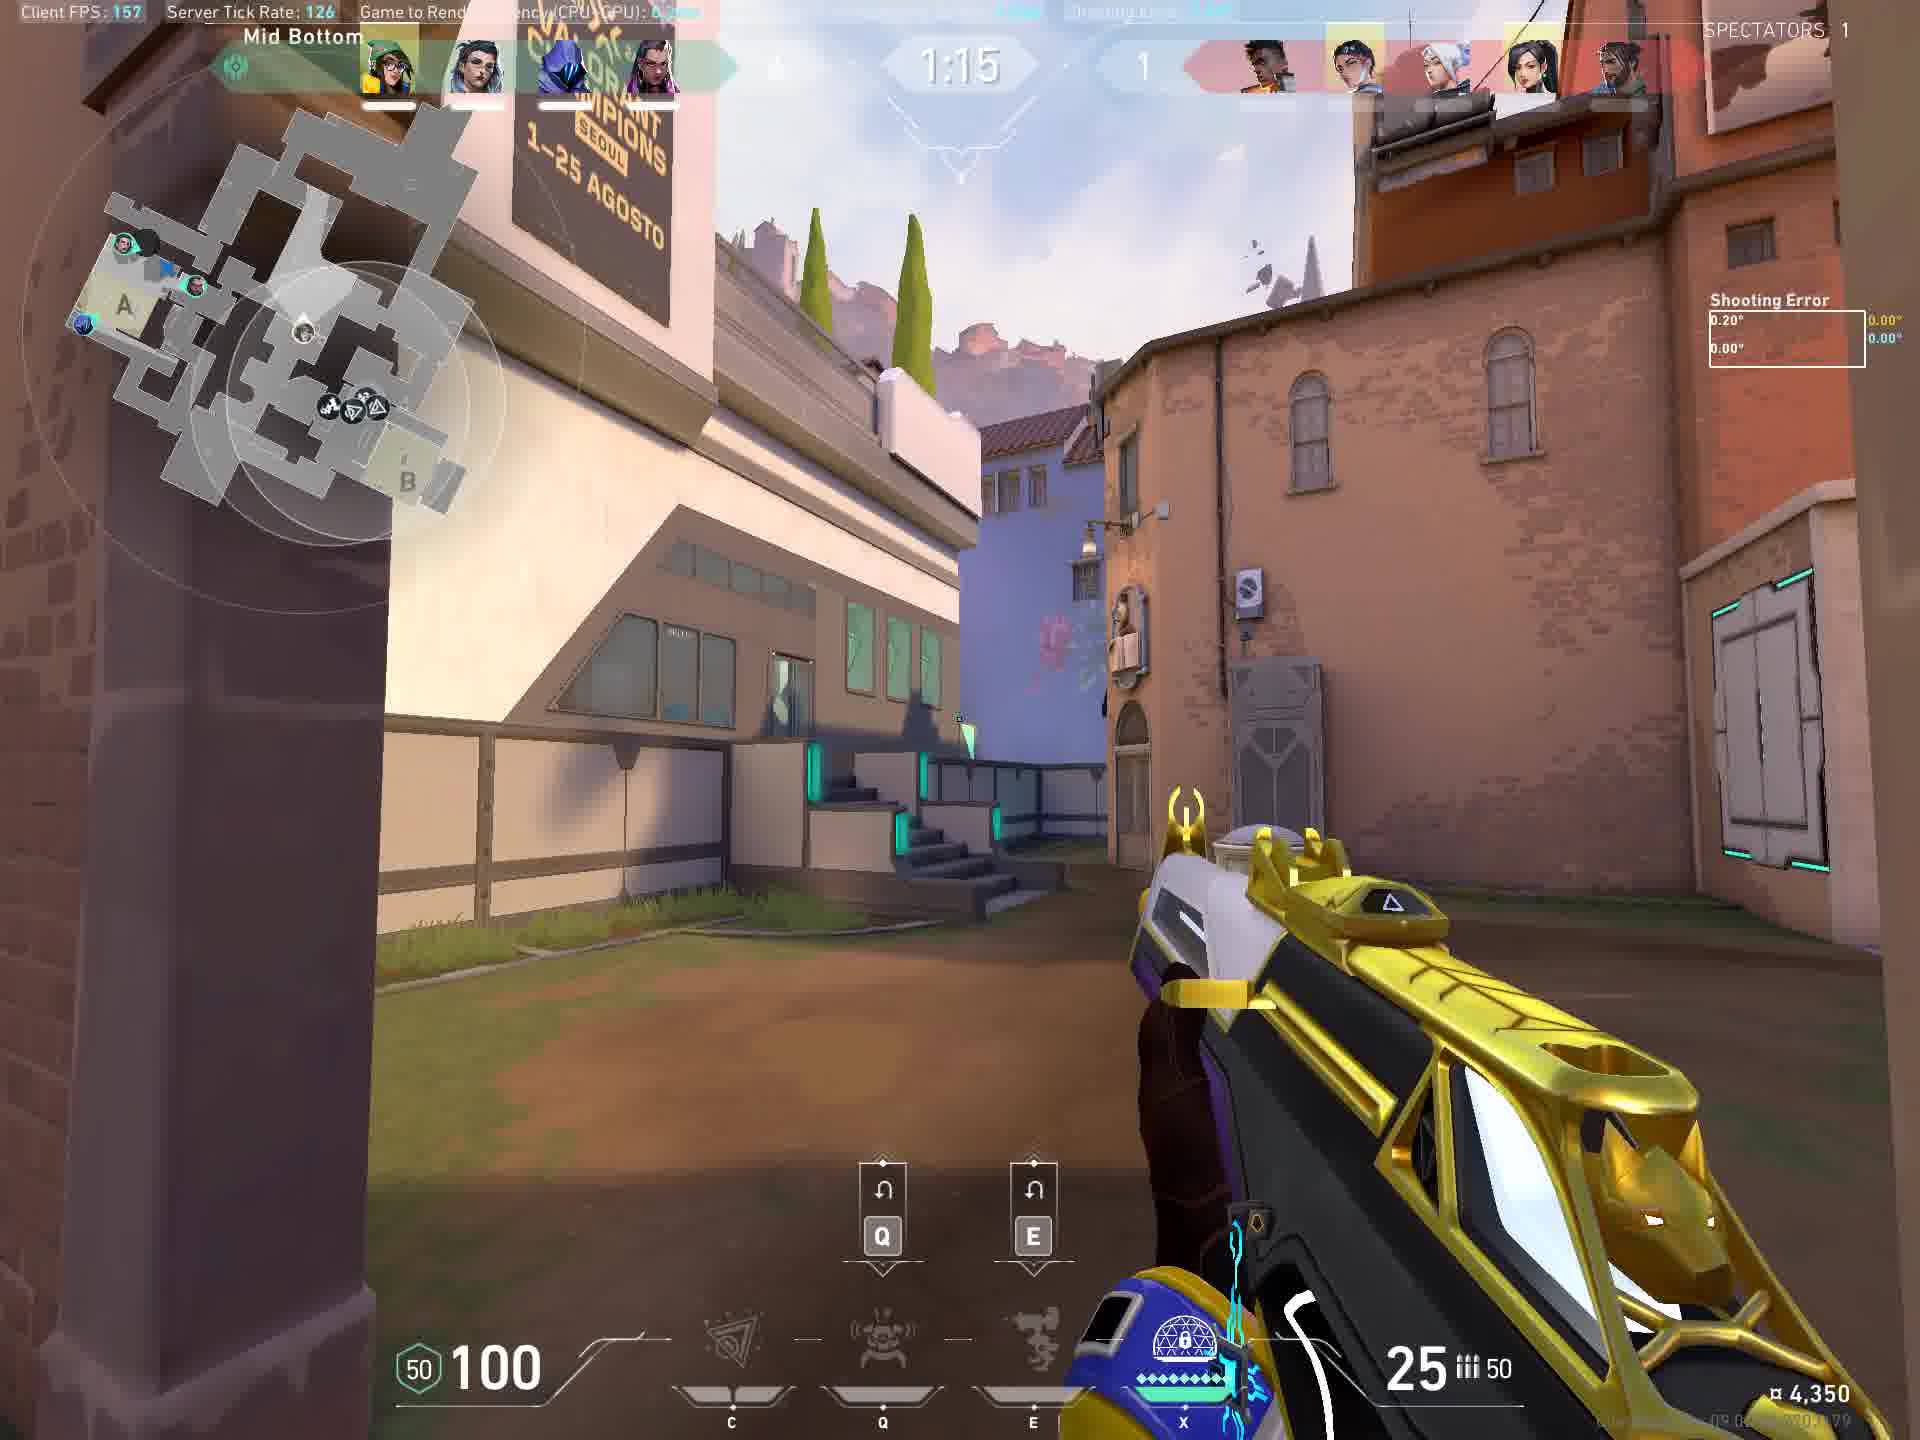 Client FPS: 157 Server Tick Rate: 126
SPECTATORS 1
Mid Bottom
1:15
1
SEOUL
1-25 AGOSTO
A
B
Shooting Error
0.20° 0.00°
0.00° 0.00°
Q E
50 100
25 50
¤ 4,350
C Q E X